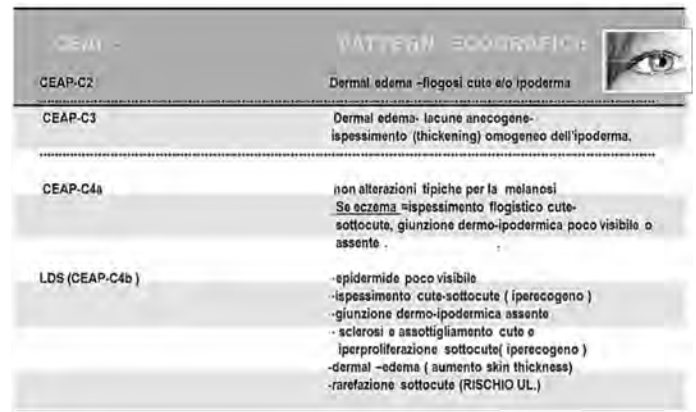 CEAP - PATTERN ECOGRAFICI
CEAP-C2 Dermal edema –flogosi cute e/o ipoderma
CEAP-C3 Dermal edema- lacune anecogene-
ispessimento (thickening) omogeneo dell'ipoderma.
CEAP-C4a non alterazioni tipiche per la melanosi
Se eczema =ispessimento flogistico cute-
sottocute, giunzione dermo-ipodermica poco visibile o
assente .
LDS (CEAP-C4b ) -epidermide poco visibile
-ispessimento cute-sottocute ( iperecogeno )
-giunzione dermo-ipodermica assente
- sclerosi e assottigliamento cute e
iperproliferazione sottocute( iperecogeno )
-dermal –edema ( aumento skin thickness)
-rarefazione sottocute (RISCHIO UL.)